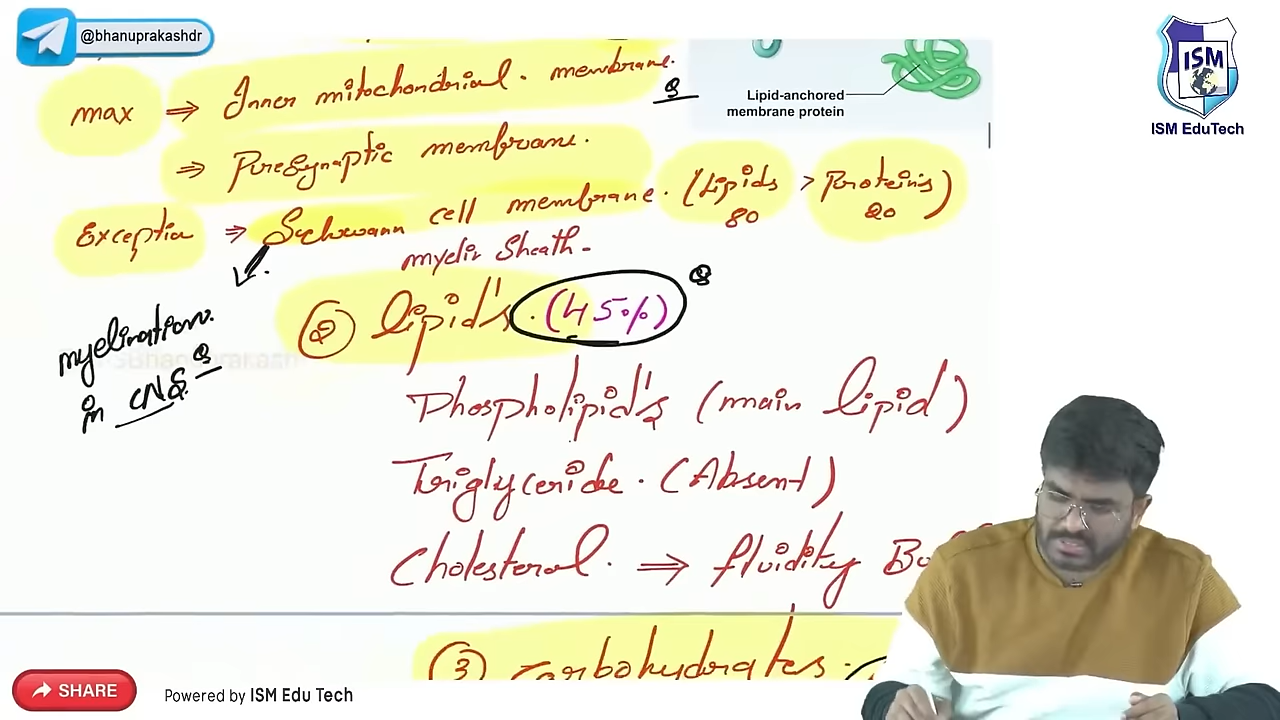 @bhanuprakashdr
ISM
ISM EduTech
Lipid-anchored
membrane protein
max ⇒ Inner mitochondrial. membrane.
Q
⇒ Presynaptic membrane.
Exception ⇒ Schwann cell membrane. (Lipids > Proteins)
80 20
myelin sheath-
② lipid's. (45%) Q
myelination.
in CNS. Q
Phospholipid's (main lipid)
Triglyceride. (Absent)
Cholesterol. ⇒ fluidity
③ carbohydrates.
SHARE
Powered by ISM Edu Tech